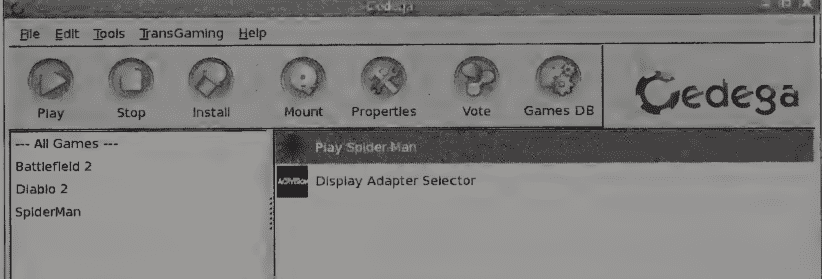 Cedega
File Edit Tools TransGaming Help
Play Stop Install Mount Properties Vote Games DB
Cedega
--- All Games ---
Battlefield 2
Diablo 2
SpiderMan
Play Spider-Man
ACTIVISION Display Adapter Selector